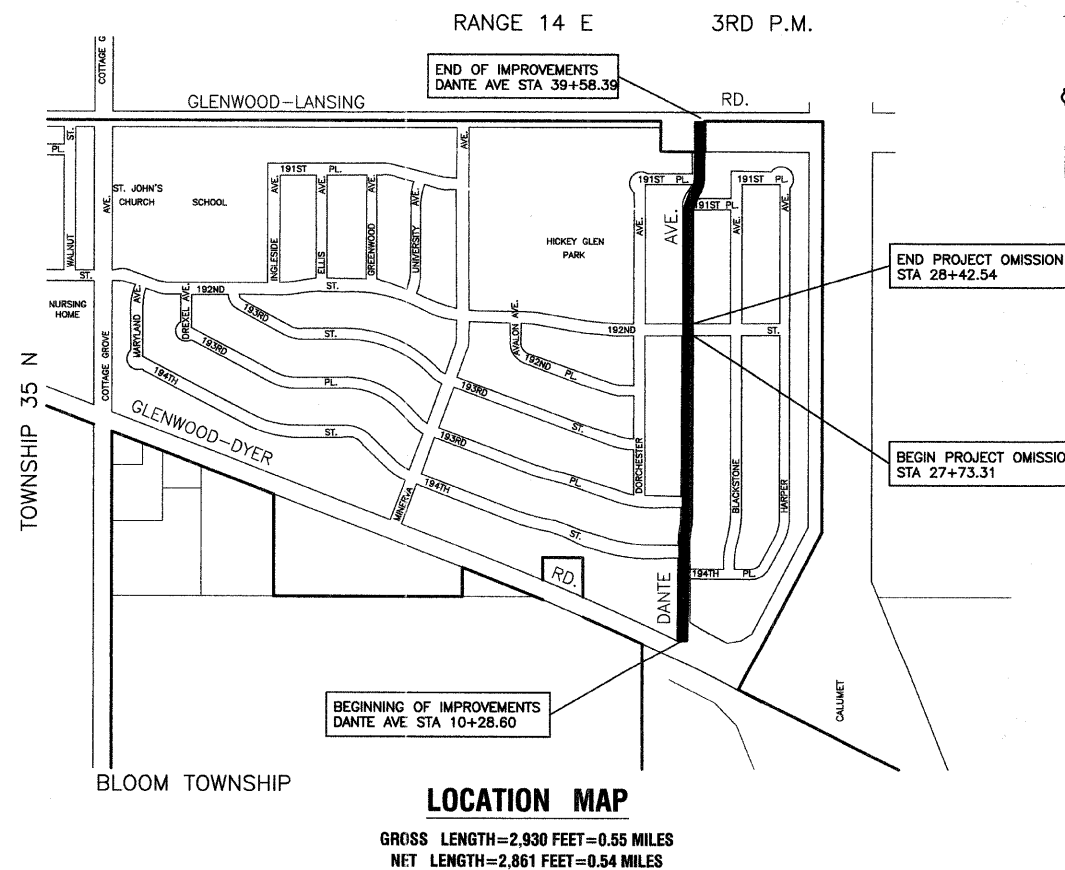 RANGE 14 E 3RD P.M.
END OF IMPROVEMENTS
DANTE AVE STA 39+58.39
COTTAGE G
GLENWOOD-LANSING
RD.
ST.
PL.
AVE.
WALNUT
ST.
ST. JOHN'S
CHURCH
SCHOOL
191ST PL.
INGLESIDE AVE.
ELLIS AVE.
GREENWOOD AVE.
UNIVERSITY AVE.
AVE.
HICKEY GLEN
PARK
191ST PL.
AVE.
AVE.
191ST PL.
191ST PL.
AVE.
AVE.
END PROJECT OMISSION
STA 28+42.54
NURSING
HOME
MARYLAND AVE.
DREXEL AVE.
192ND
ST.
193RD
ST.
193RD
PL.
194TH
ST.
AVALON AVE.
192ND
ST.
192ND
PL.
193RD
ST.
193RD
PL.
194TH
ST.
MINERVA
DORCHESTER
BLACKSTONE
HARPER
194TH PL.
COTTAGE GROVE
TOWNSHIP 35 N
GLENWOOD-DYER
RD.
DANTE
BEGIN PROJECT OMISSIO
STA 27+73.31
BEGINNING OF IMPROVEMENTS
DANTE AVE STA 10+28.60
CALUMET
BLOOM TOWNSHIP
LOCATION MAP
GROSS LENGTH=2,930 FEET=0.55 MILES
NET LENGTH=2,861 FEET=0.54 MILES